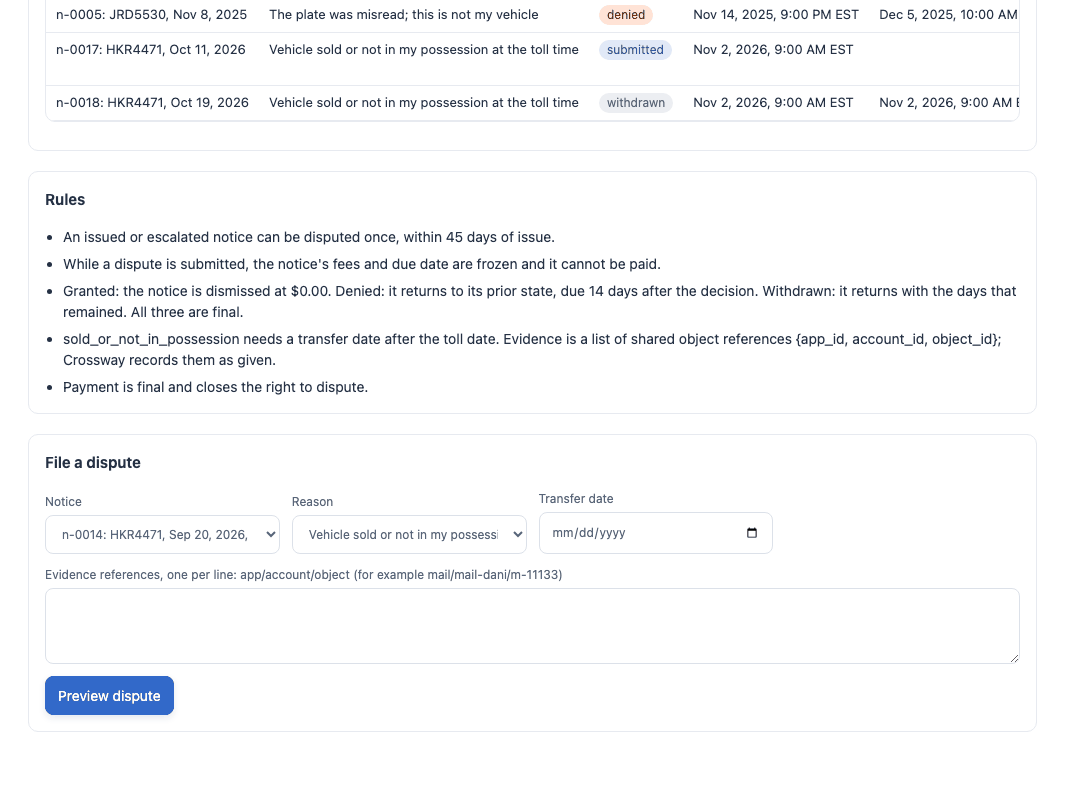 n-0005: JRD5530, Nov 8, 2025 The plate was misread; this is not my vehicle denied Nov 14, 2025, 9:00 PM EST Dec 5, 2025, 10:00 AM
n-0017: HKR4471, Oct 11, 2026 Vehicle sold or not in my possession at the toll time submitted Nov 2, 2026, 9:00 AM EST
n-0018: HKR4471, Oct 19, 2026 Vehicle sold or not in my possession at the toll time withdrawn Nov 2, 2026, 9:00 AM EST Nov 2, 2026, 9:00 AM E
Rules
• An issued or escalated notice can be disputed once, within 45 days of issue.
• While a dispute is submitted, the notice's fees and due date are frozen and it cannot be paid.
• Granted: the notice is dismissed at $0.00. Denied: it returns to its prior state, due 14 days after the decision. Withdrawn: it returns with the days that
remained. All three are final.
• sold_or_not_in_possession needs a transfer date after the toll date. Evidence is a list of shared object references {app_id, account_id, object_id};
Crossway records them as given.
• Payment is final and closes the right to dispute.
File a dispute
Notice Reason Transfer date
n-0014: HKR4471, Sep 20, 2026, Vehicle sold or not in my possessi mm/dd/yyyy
Evidence references, one per line: app/account/object (for example mail/mail-dani/m-11133)
Preview dispute